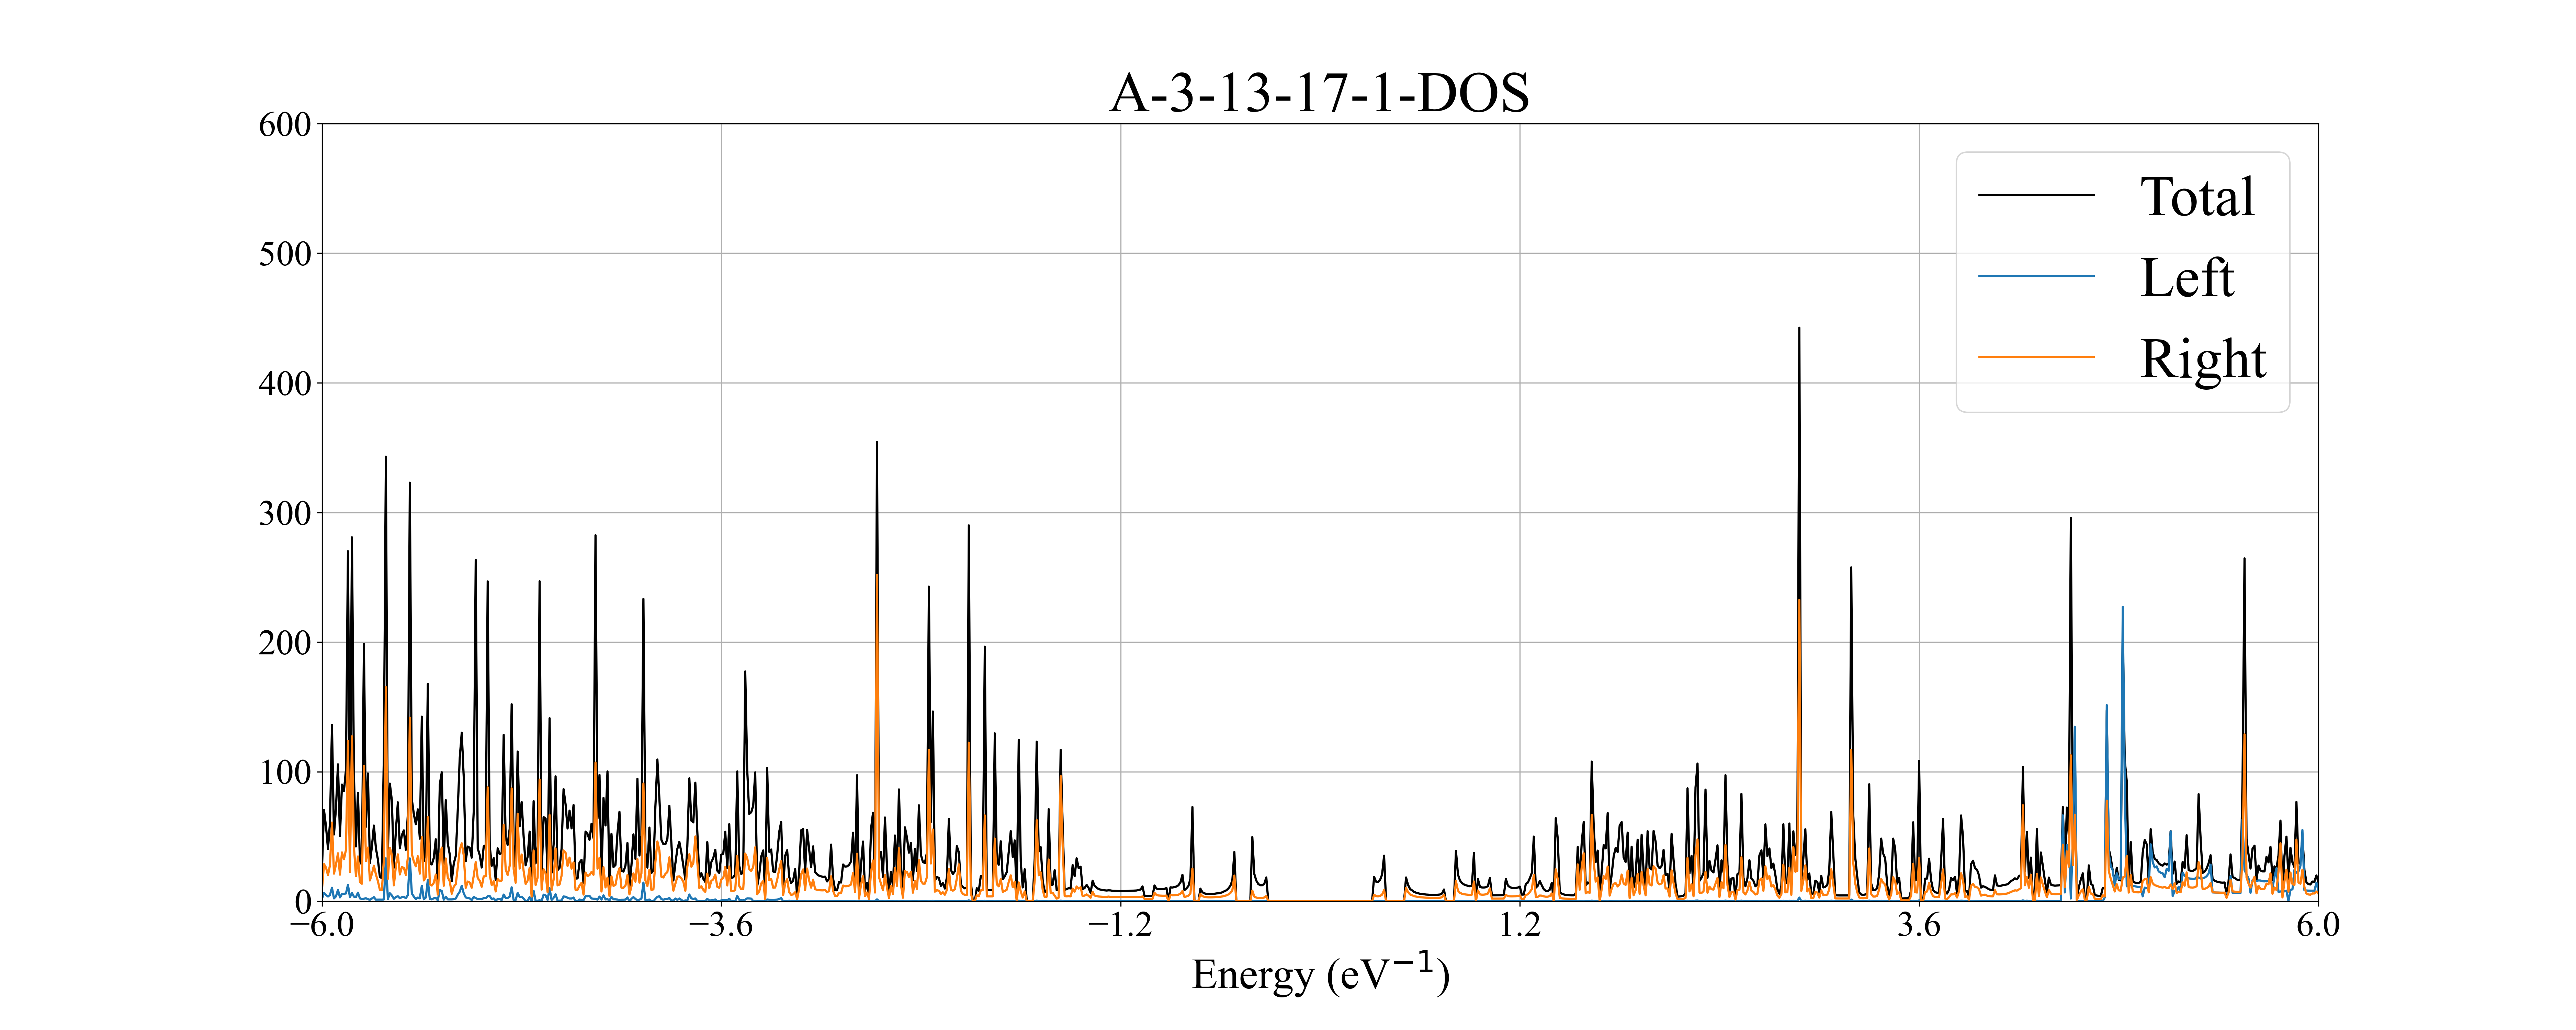 A-3-13-17-1-DOS
600
500
400
300
200
100
0
Total
Left
Right
−6.0 −3.6 −1.2 1.2 3.6 6.0
Energy (eV⁻¹)